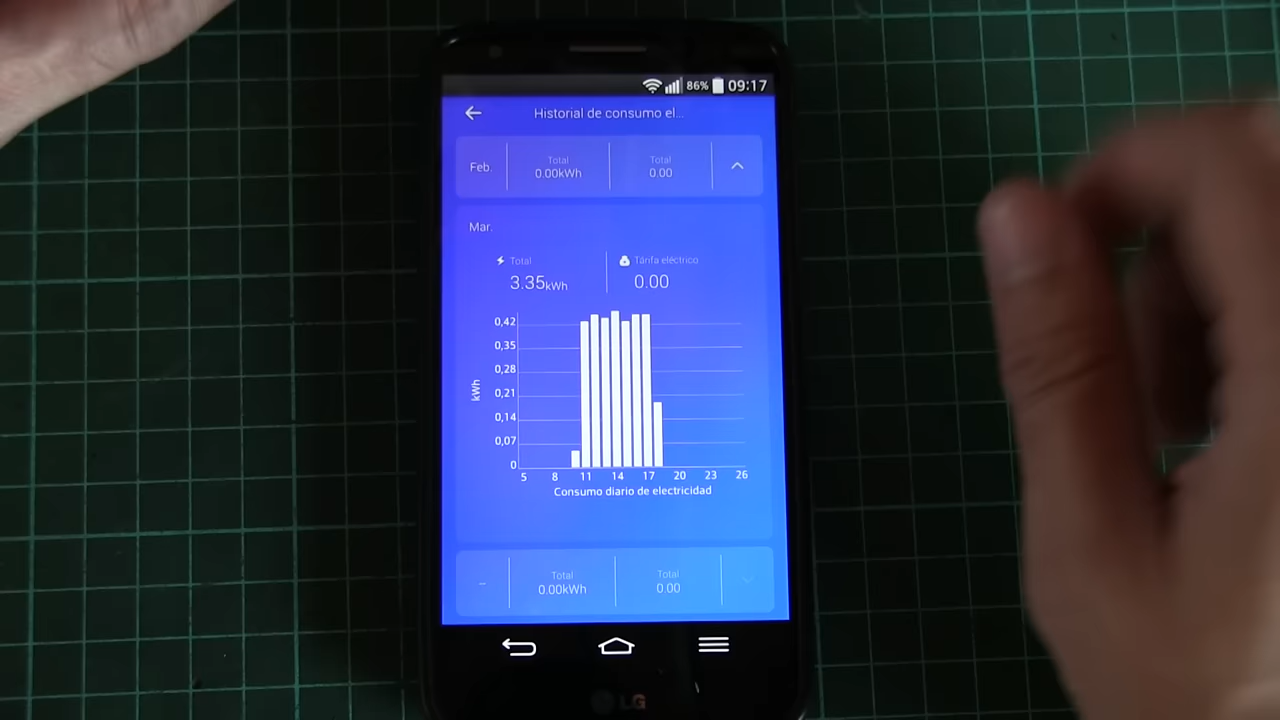 86% 09:17
Historial de consumo el...
Feb. Total 0.00kWh Total 0.00
Mar.
Total Tarifa eléctrico
3.35kWh 0.00
0,42
0,35
0,28
0,21
0,14
0,07
0
kWh
5 8 11 14 17 20 23 26
Consumo diario de electricidad
-- Total 0.00kWh Total 0.00
LG